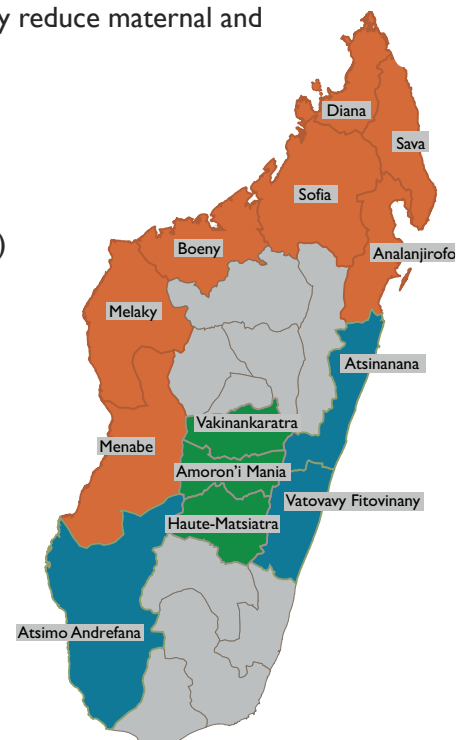 y reduce maternal and
Diana
Sava
Sofia
)
Boeny
Analanjirofo
Melaky
Atsinanana
Vakinankaratra
Menabe
Amoron'i Mania
Vatovavy Fitovinany
Haute-Matsiatra
Atsimo Andrefana